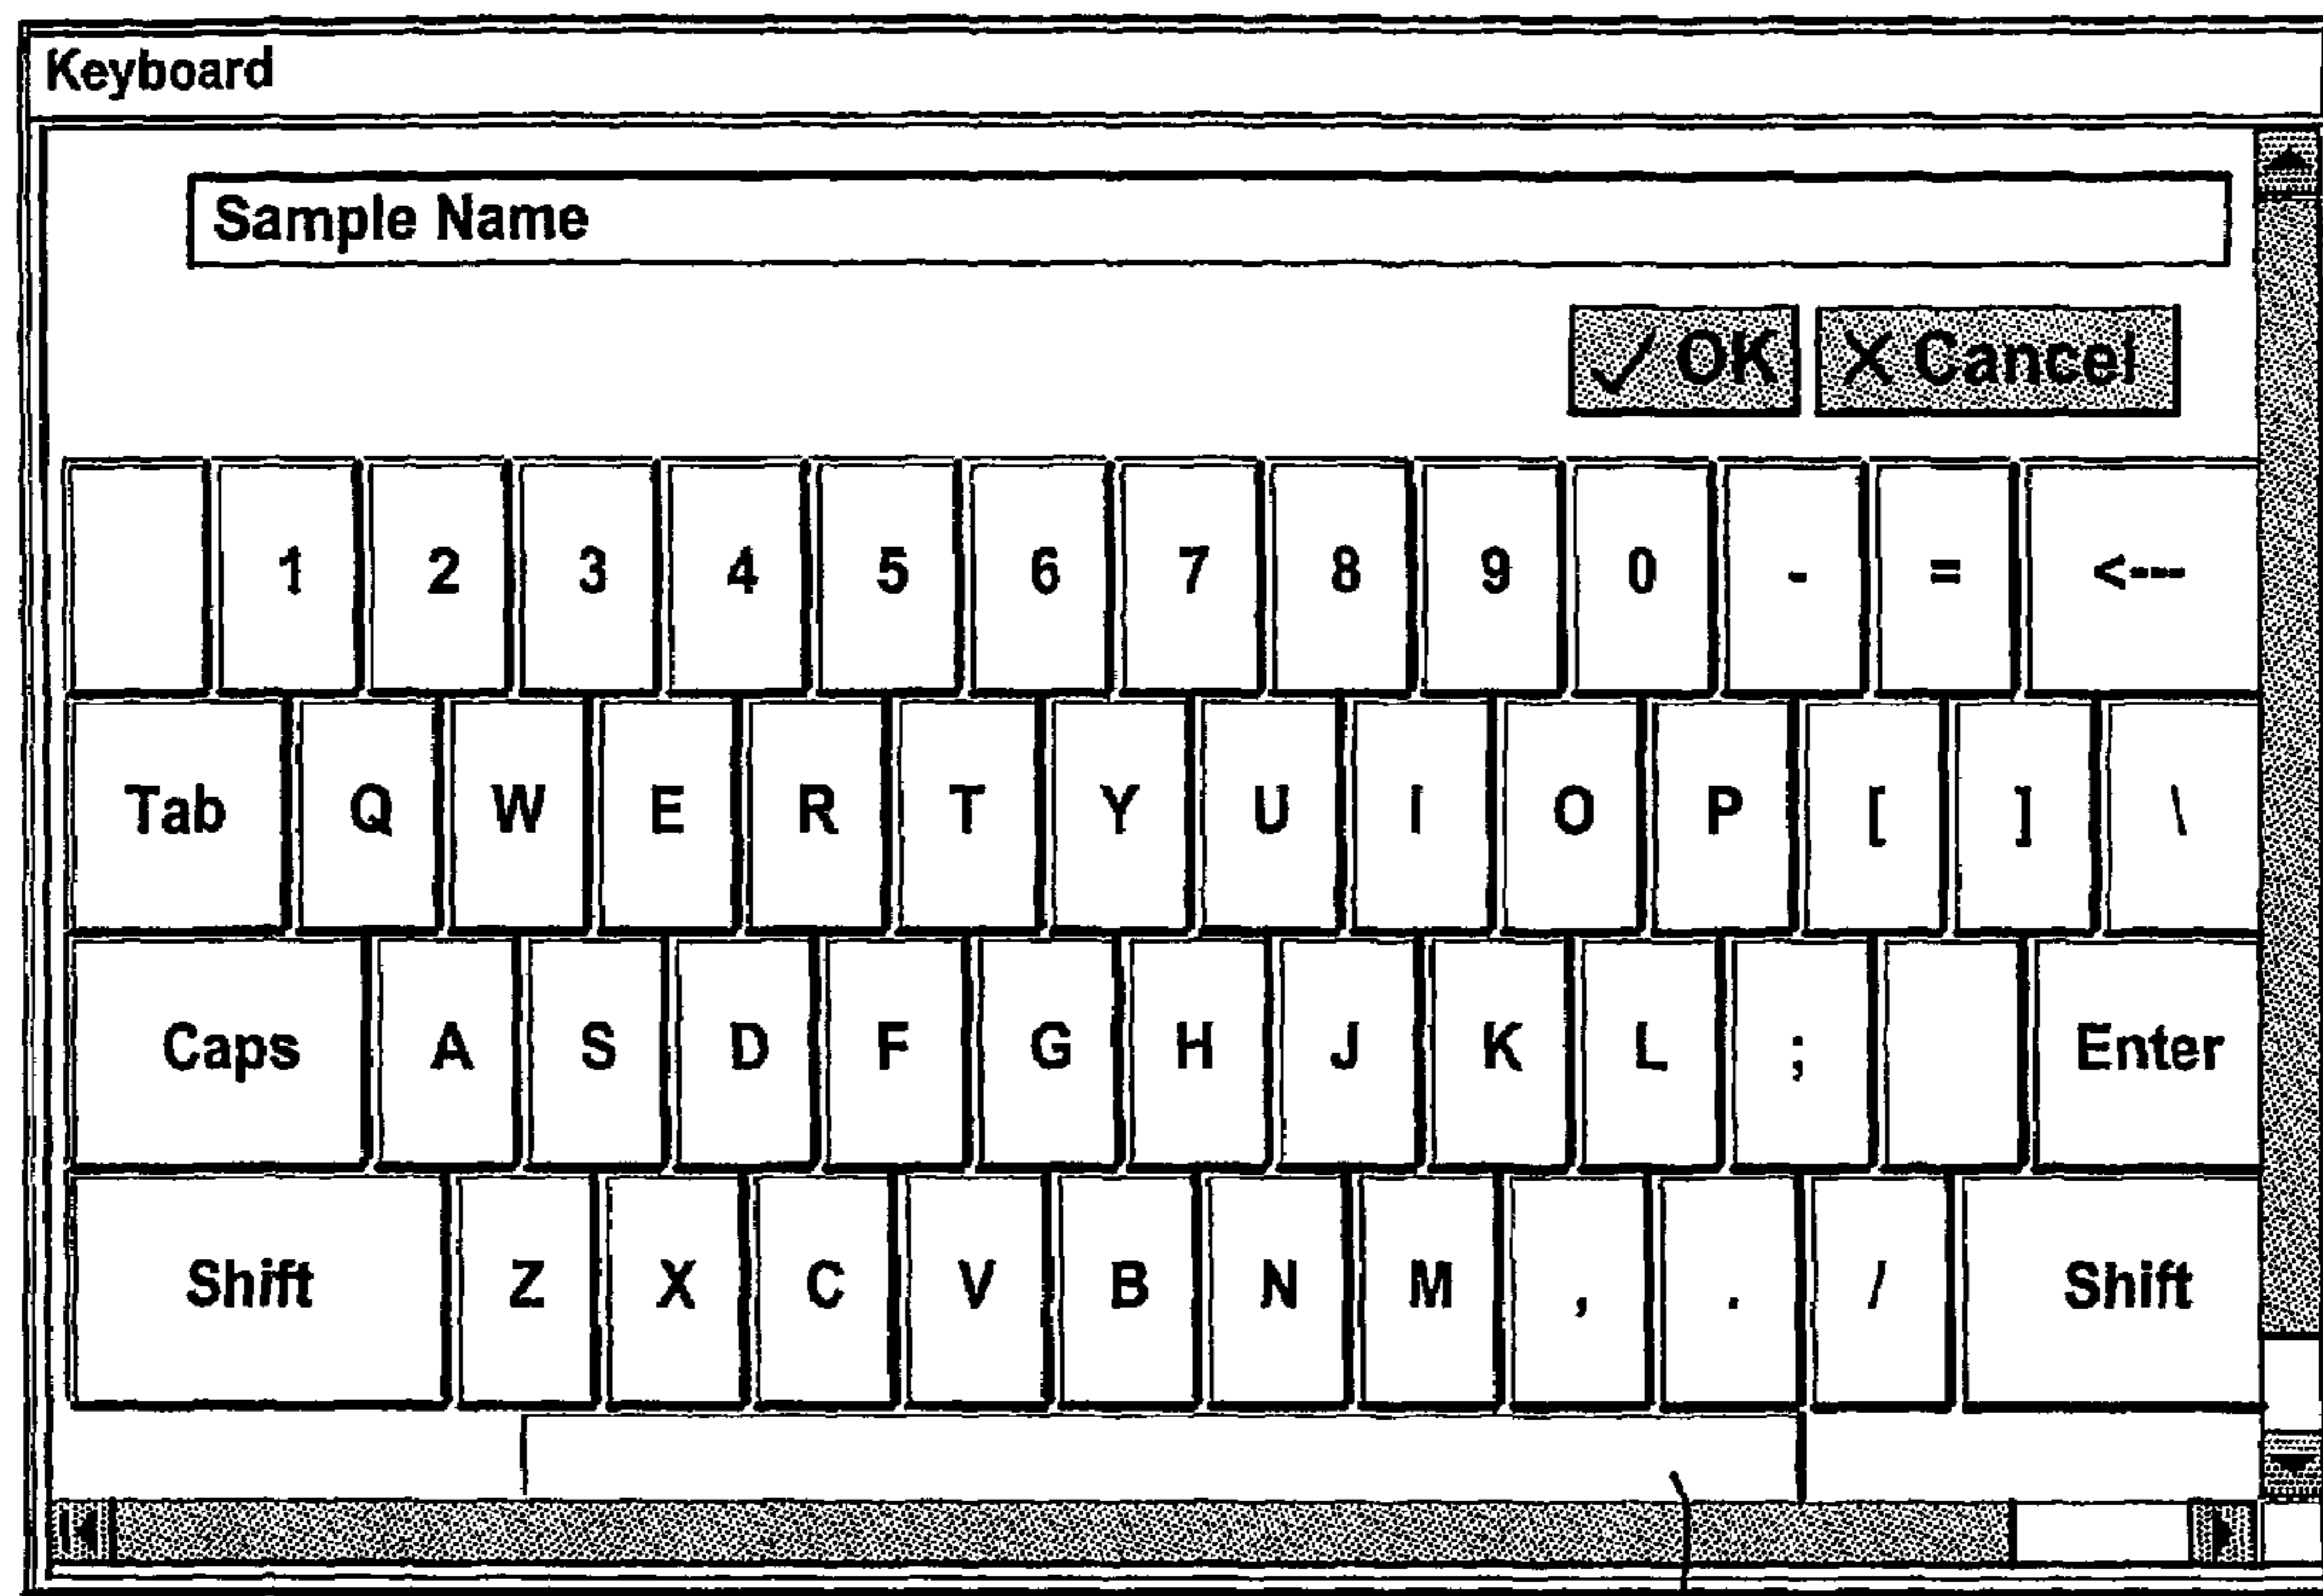 Keyboard
Sample Name
✓ OK X Cancel
1 2 3 4 5 6 7 8 9 0 - = <---
Tab Q W E R T Y U I O P [ ] \
Caps A S D F G H J K L ; Enter
Shift Z X C V B N M , . / Shift